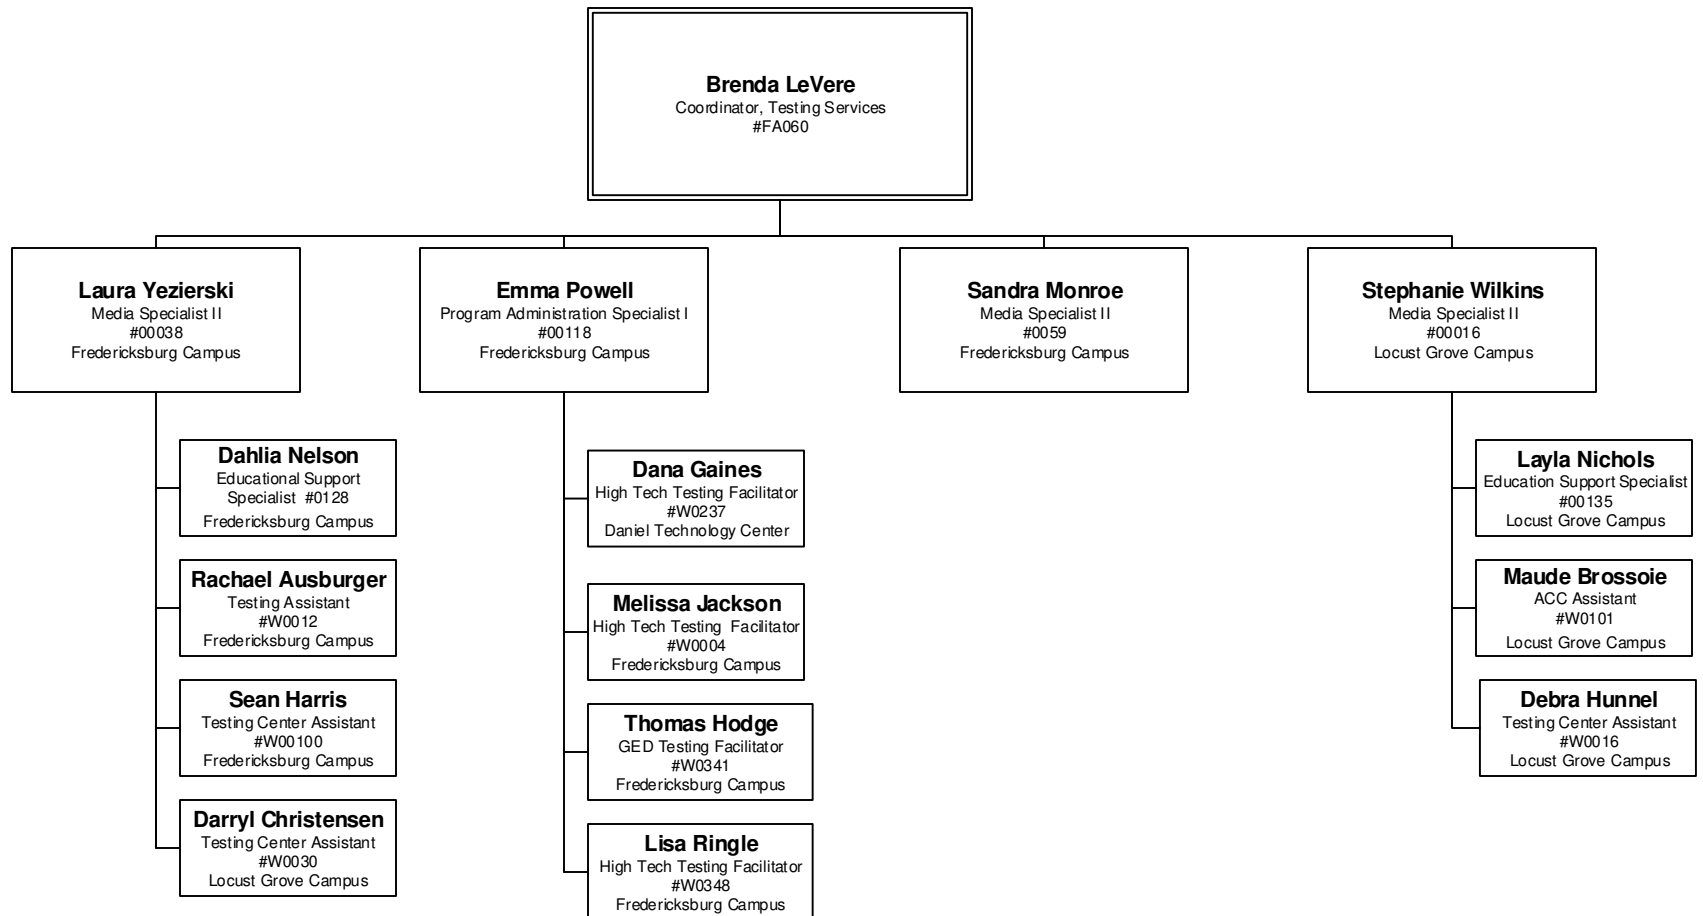 Brenda LeVere
Coordinator, Testing Services
#FA060
Laura Yezierski
Media Specialist II
#00038
Fredericksburg Campus
Emma Powell
Program Administration Specialist I
#00118
Fredericksburg Campus
Sandra Monroe
Media Specialist II
#0059
Fredericksburg Campus
Stephanie Wilkins
Media Specialist II
#00016
Locust Grove Campus
Dahlia Nelson
Educational Support
Specialist #0128
Fredericksburg Campus
Rachael Ausburger
Testing Assistant
#W0012
Fredericksburg Campus
Sean Harris
Testing Center Assistant
#W00100
Fredericksburg Campus
Darryl Christensen
Testing Center Assistant
#W0030
Locust Grove Campus
Dana Gaines
High Tech Testing Facilitator
#W0237
Daniel Technology Center
Melissa Jackson
High Tech Testing Facilitator
#W0004
Fredericksburg Campus
Thomas Hodge
GED Testing Facilitator
#W0341
Fredericksburg Campus
Lisa Ringle
High Tech Testing Facilitator
#W0348
Fredericksburg Campus
Layla Nichols
Education Support Specialist
#00135
Locust Grove Campus
Maude Brossoie
ACC Assistant
#W0101
Locust Grove Campus
Debra Hunnel
Testing Center Assistant
#W0016
Locust Grove Campus